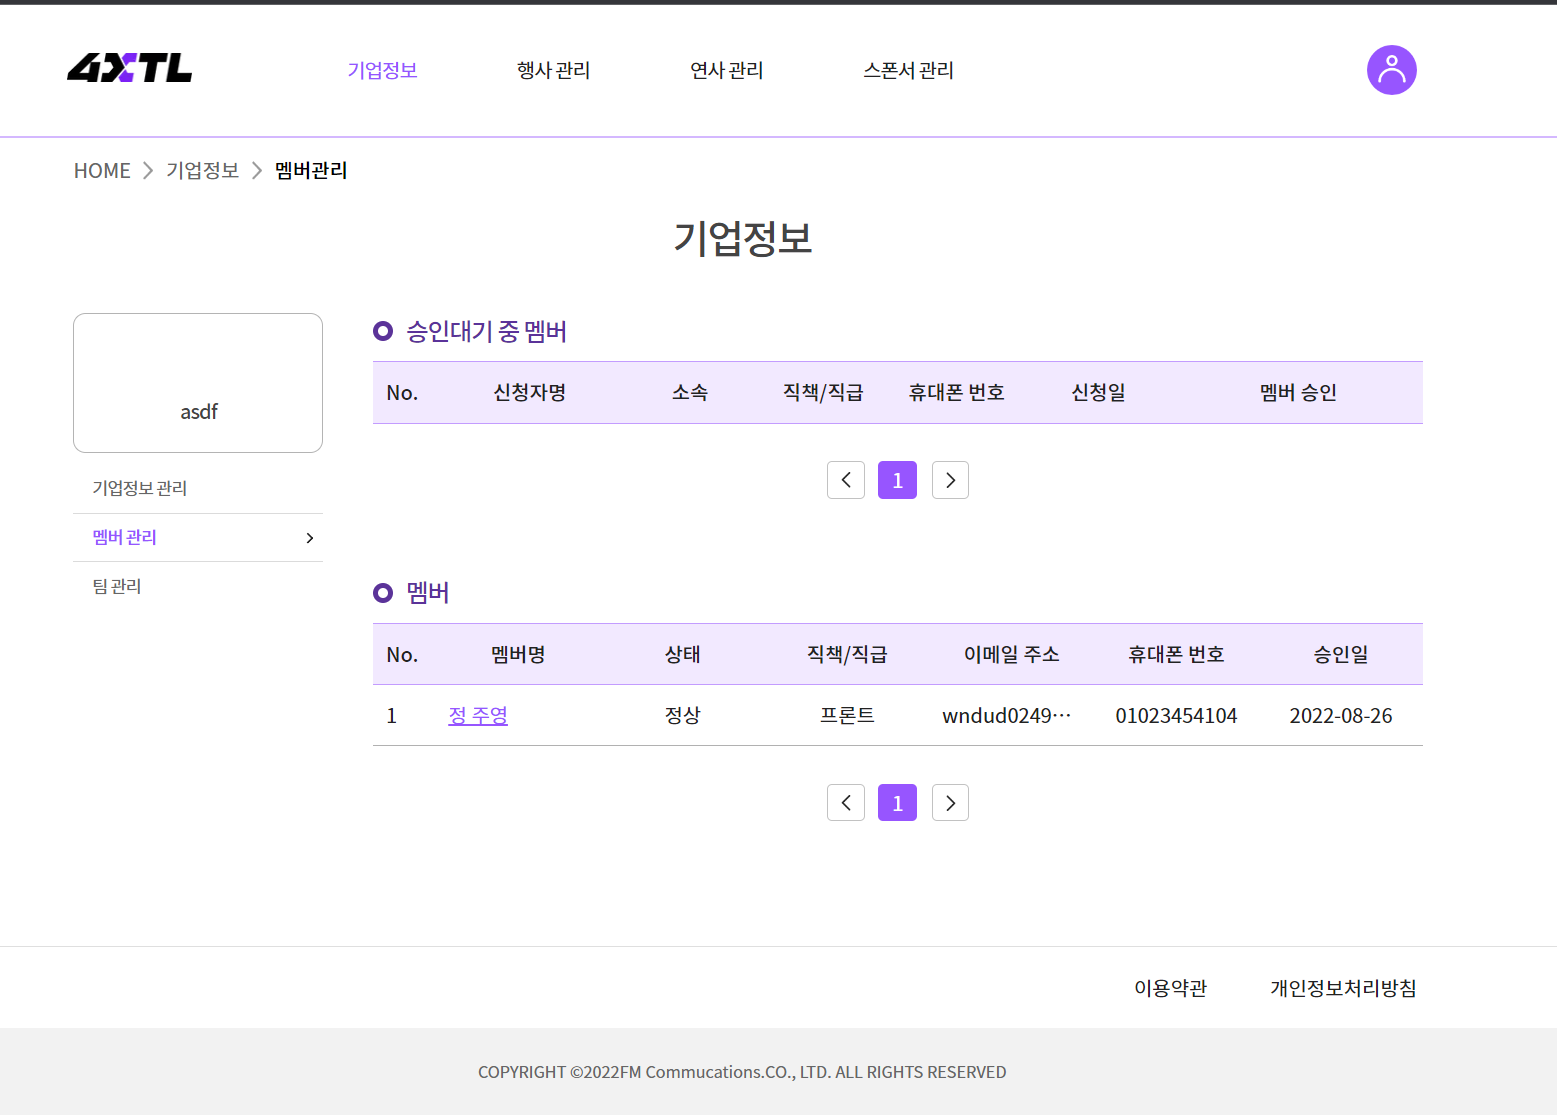 4XTL 기업정보 행사 관리 연사 관리 스폰서 관리
HOME 기업정보 멤버관리
기업정보
asdf
기업정보 관리
멤버 관리
팀 관리
승인대기 중 멤버
No. 신청자명 소속 직책/직급 휴대폰 번호 신청일 멤버 승인
1
멤버
No. 멤버명 상태 직책/직급 이메일 주소 휴대폰 번호 승인일
1 정 주영 정상 프론트 wndud0249… 01023454104 2022-08-26
1
이용약관 개인정보처리방침
COPYRIGHT ©2022FM Commucations.CO., LTD. ALL RIGHTS RESERVED